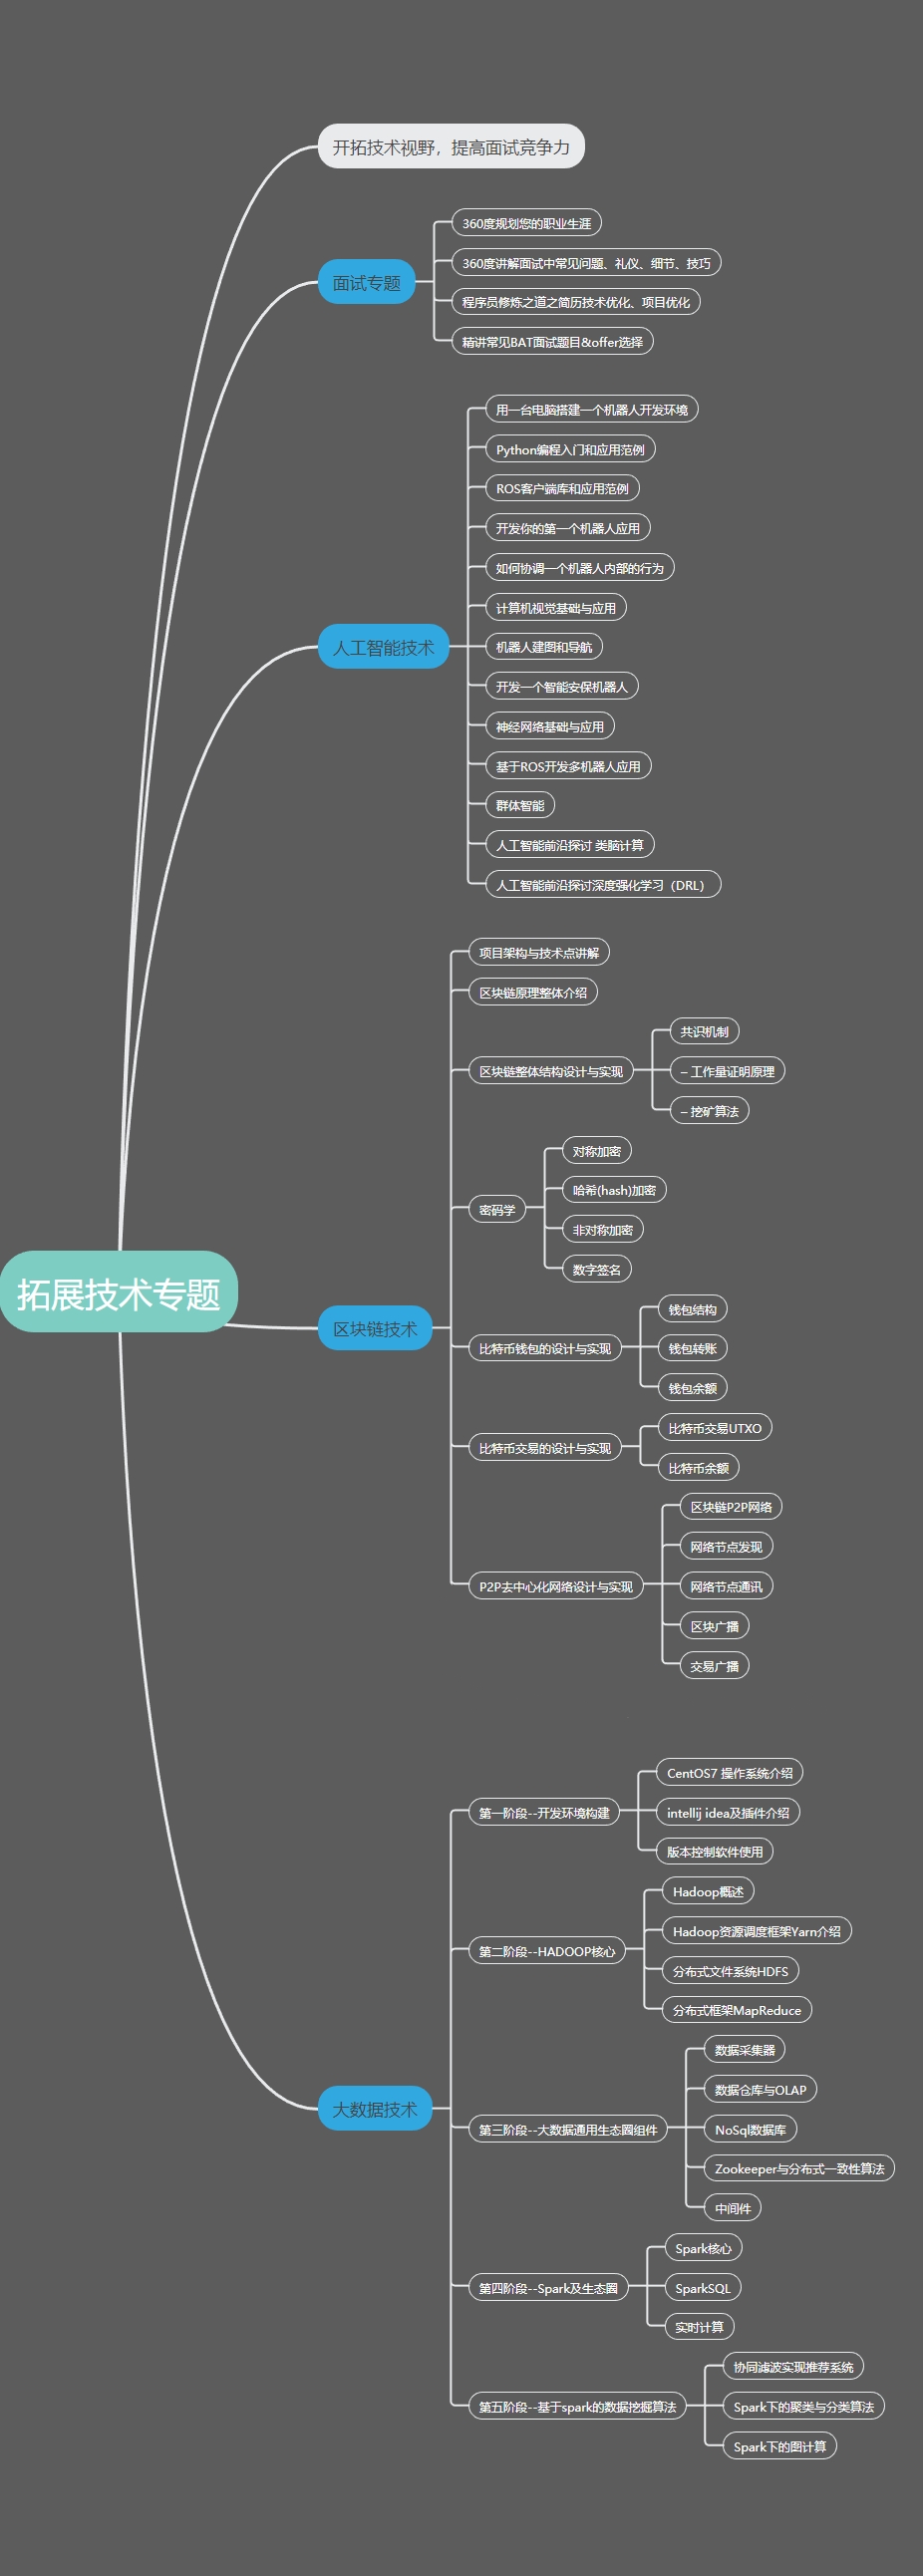 开拓技术视野，提高面试竞争力
面试专题
360度规划您的职业生涯
360度讲解面试中常见问题、礼仪、细节、技巧
程序员修炼之道之简历技术优化、项目优化
精讲常见BAT面试题目&offer选择
人工智能技术
用一台电脑搭建一个机器人开发环境
Python编程入门和应用范例
ROS客户端库和应用范例
开发你的第一个机器人应用
如何协调一个机器人内部的行为
计算机视觉基础与应用
机器人建图和导航
开发一个智能安保机器人
神经网络基础与应用
基于ROS开发多机器人应用
群体智能
人工智能前沿探讨 类脑计算
人工智能前沿探讨深度强化学习（DRL）
拓展技术专题
区块链技术
项目架构与技术点讲解
区块链原理整体介绍
区块链整体结构设计与实现
共识机制
– 工作量证明原理
– 挖矿算法
密码学
对称加密
哈希(hash)加密
非对称加密
数字签名
比特币钱包的设计与实现
钱包结构
钱包转账
钱包余额
比特币交易的设计与实现
比特币交易UTXO
比特币余额
P2P去中心化网络设计与实现
区块链P2P网络
网络节点发现
网络节点通讯
区块广播
交易广播
大数据技术
第一阶段--开发环境构建
CentOS7 操作系统介绍
intellij idea及插件介绍
版本控制软件使用
第二阶段--HADOOP核心
Hadoop概述
Hadoop资源调度框架Yarn介绍
分布式文件系统HDFS
分布式框架MapReduce
第三阶段--大数据通用生态圈组件
数据采集器
数据仓库与OLAP
NoSql数据库
Zookeeper与分布式一致性算法
中间件
第四阶段--Spark及生态圈
Spark核心
SparkSQL
实时计算
第五阶段--基于spark的数据挖掘算法
协同滤波实现推荐系统
Spark下的聚类与分类算法
Spark下的图计算